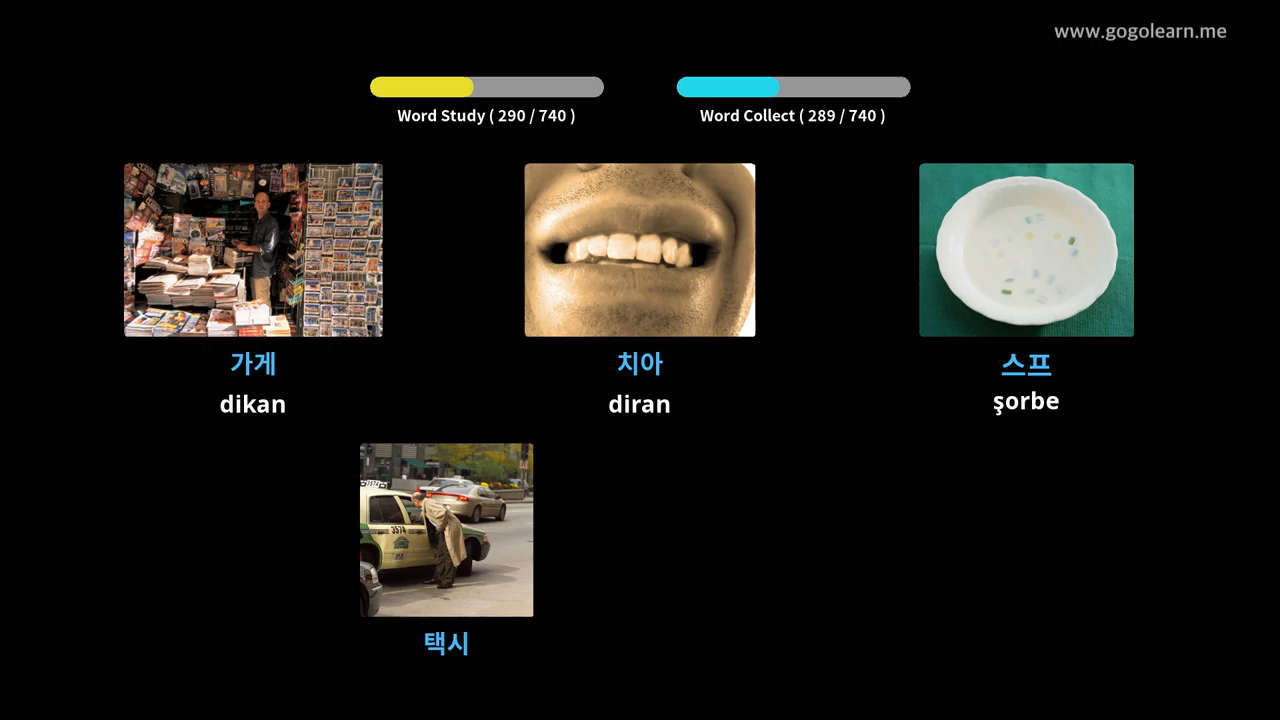 www.gogolearn.me
Word Study ( 290 / 740 )
Word Collect ( 289 / 740 )
가게
dikan
치아
diran
스프
şorbe
3574
택시